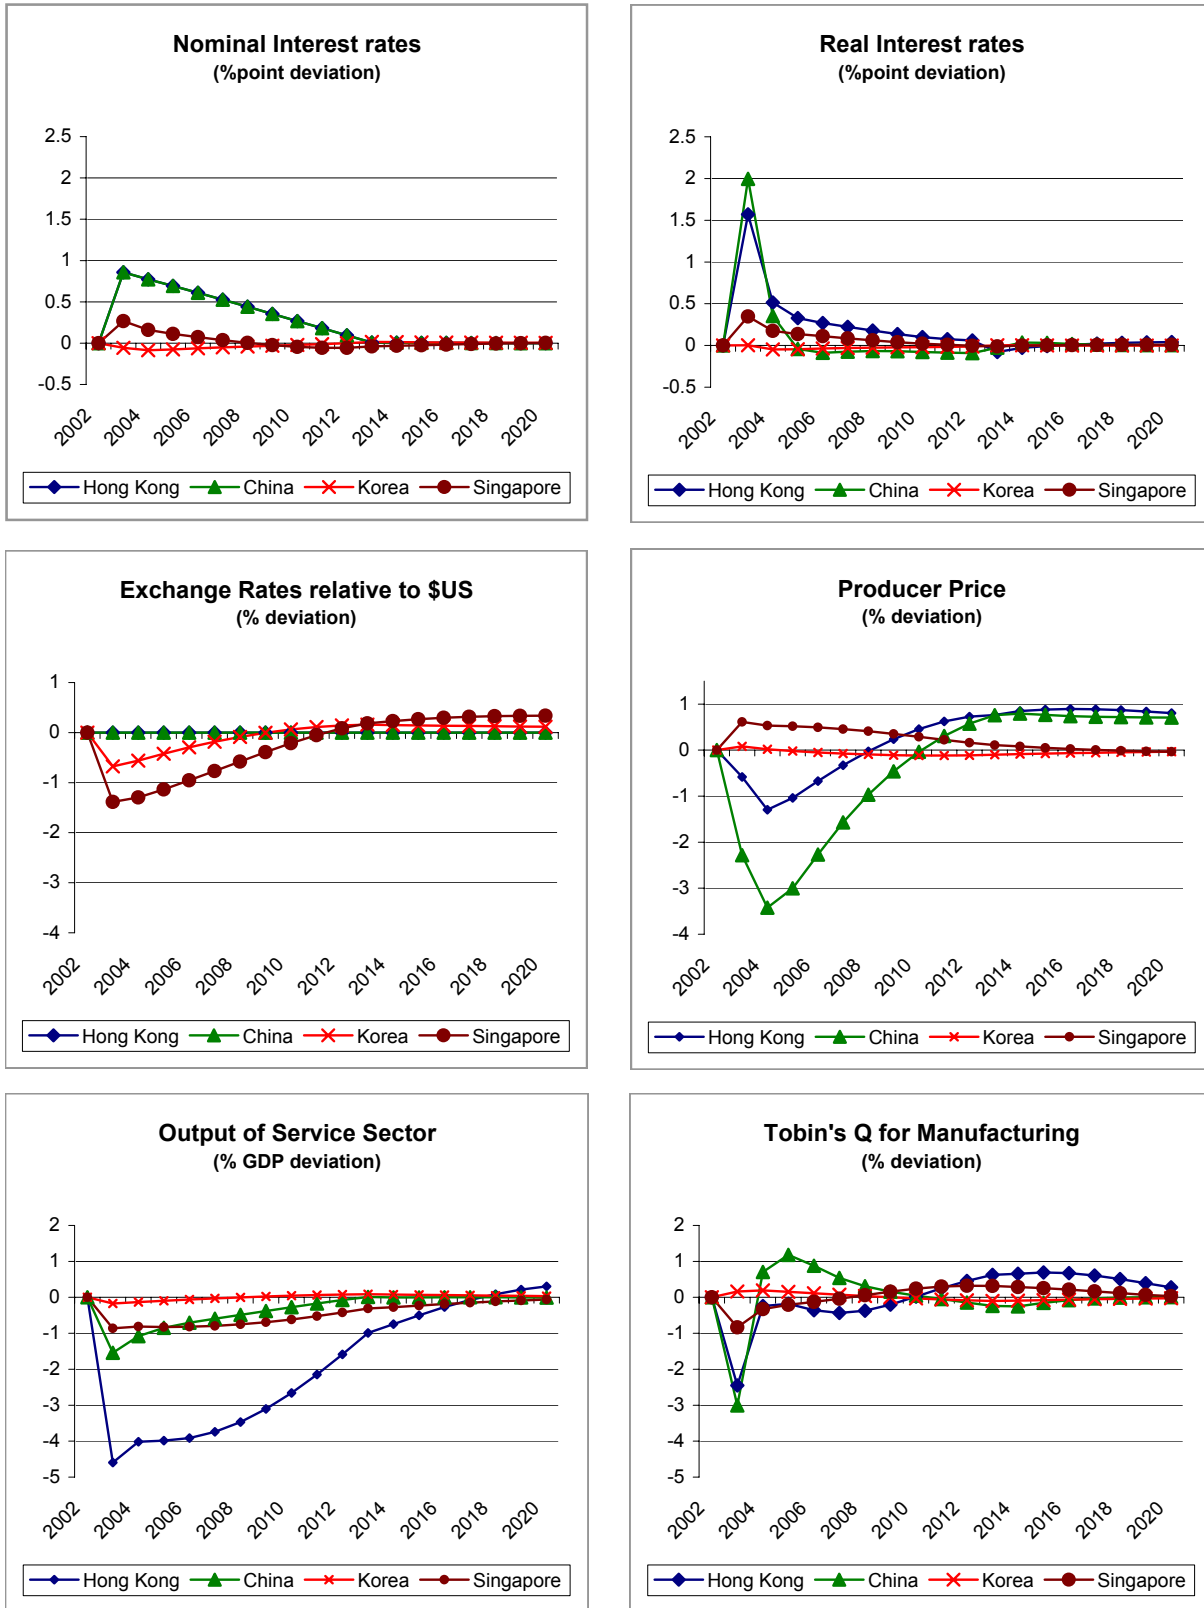 Nominal Interest rates
(%point deviation)
2.5
2
1.5
1
0.5
0
-0.5
2002 2004 2006 2008 2010 2012 2014 2016 2018 2020
Hong Kong China Korea Singapore
Real Interest rates
(%point deviation)
2.5
2
1.5
1
0.5
0
-0.5
2002 2004 2006 2008 2010 2012 2014 2016 2018 2020
Hong Kong China Korea Singapore
Exchange Rates relative to $US
(% deviation)
1
0
-1
-2
-3
-4
2002 2004 2006 2008 2010 2012 2014 2016 2018 2020
Hong Kong China Korea Singapore
Producer Price
(% deviation)
1
0
-1
-2
-3
-4
2002 2004 2006 2008 2010 2012 2014 2016 2018 2020
Hong Kong China Korea Singapore
Output of Service Sector
(% GDP deviation)
2
1
0
-1
-2
-3
-4
-5
2002 2004 2006 2008 2010 2012 2014 2016 2018 2020
Hong Kong China Korea Singapore
Tobin's Q for Manufacturing
(% deviation)
2
1
0
-1
-2
-3
-4
-5
2002 2004 2006 2008 2010 2012 2014 2016 2018 2020
Hong Kong China Korea Singapore